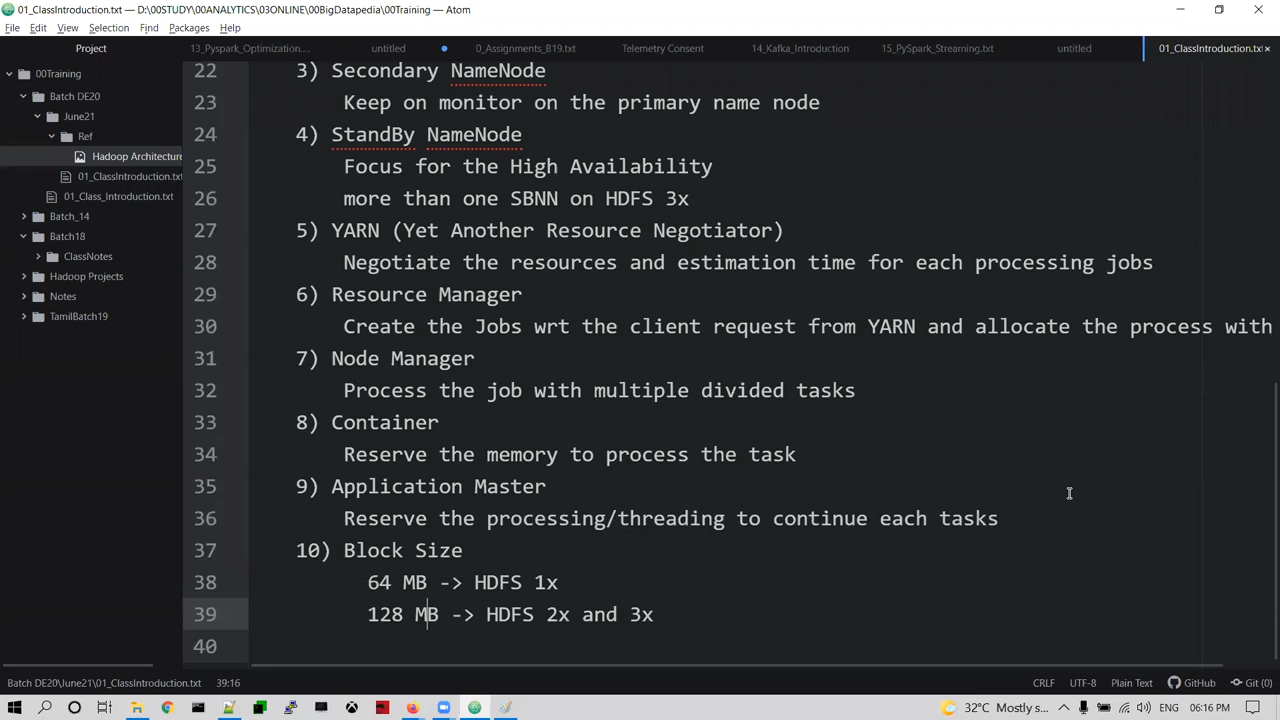 01_ClassIntroduction.txt — D:\00STUDY\00ANALYTICS\03ONLINE\00BigDatapedia\00Training — Atom
File Edit View Selection Find Packages Help
Project
13_Pyspark_Optimization....
untitled
0_Assignments_B19.txt
Telemetry Consent
14_Kafka_Introduction
15_PySpark_Strearning.txt
untitled
01_ClassIntroduction.txt
00Training
Batch DE20
June21
Ref
Hadoop Architecture
01_ClassIntroduction.txt
01_Class_Introduction.txt
Batch_14
Batch18
ClassNotes
Hadoop Projects
Notes
TamilBatch19
22 3) Secondary NameNode
23 Keep on monitor on the primary name node
24 4) StandBy NameNode
25 Focus for the High Availability
26 more than one SBNN on HDFS 3x
27 5) YARN (Yet Another Resource Negotiator)
28 Negotiate the resources and estimation time for each processing jobs
29 6) Resource Manager
30 Create the Jobs wrt the client request from YARN and allocate the process with
31 7) Node Manager
32 Process the job with multiple divided tasks
33 8) Container
34 Reserve the memory to process the task
35 9) Application Master
36 Reserve the processing/threading to continue each tasks
37 10) Block Size
38 64 MB -> HDFS 1x
39 128 MB -> HDFS 2x and 3x
40
Batch DE20\June21\01_ClassIntroduction.txt 39:16
CRLF UTF-8 Plain Text GitHub Git (0)
32°C Mostly s... ENG 06:16 PM